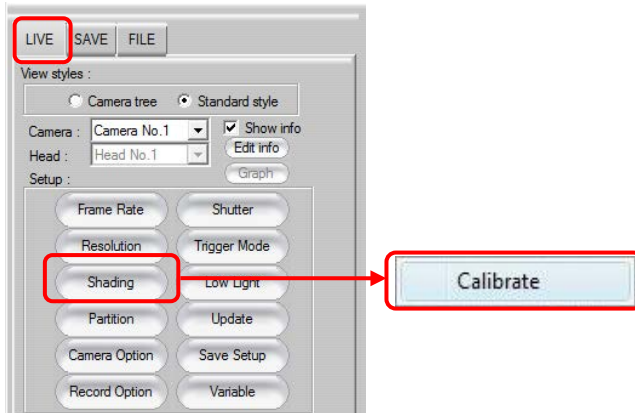 LIVE SAVE FILE
View styles :
Camera tree Standard style
Camera : Camera No.1 Show info
Head : Head No.1 Edit info
Setup : Graph
Frame Rate Shutter
Resolution Trigger Mode
Shading Low Light
Calibrate
Partition Update
Camera Option Save Setup
Record Option Variable